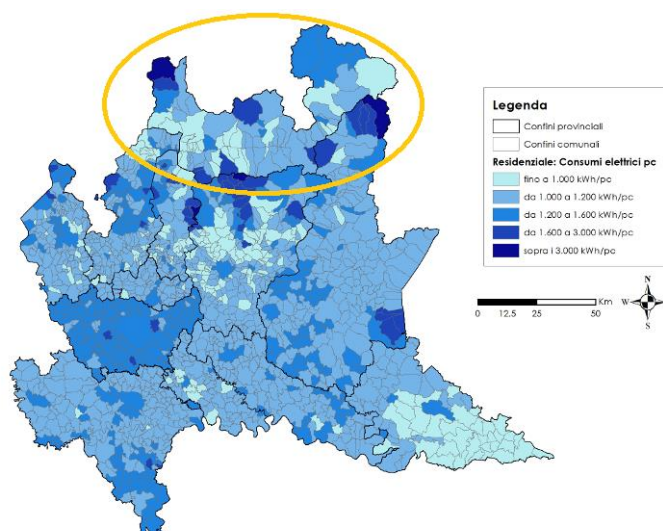 Legenda
Confini provinciali
Confini comunali
Residenziale: Consumi elettrici pc
fino a 1.000 kWh/pc
da 1.000 a 1.200 kWh/pc
da 1.200 a 1.600 kWh/pc
da 1.600 a 3.000 kWh/pc
sopra i 3.000 kWh/pc
N
W E
S
Km
0 12.5 25 50